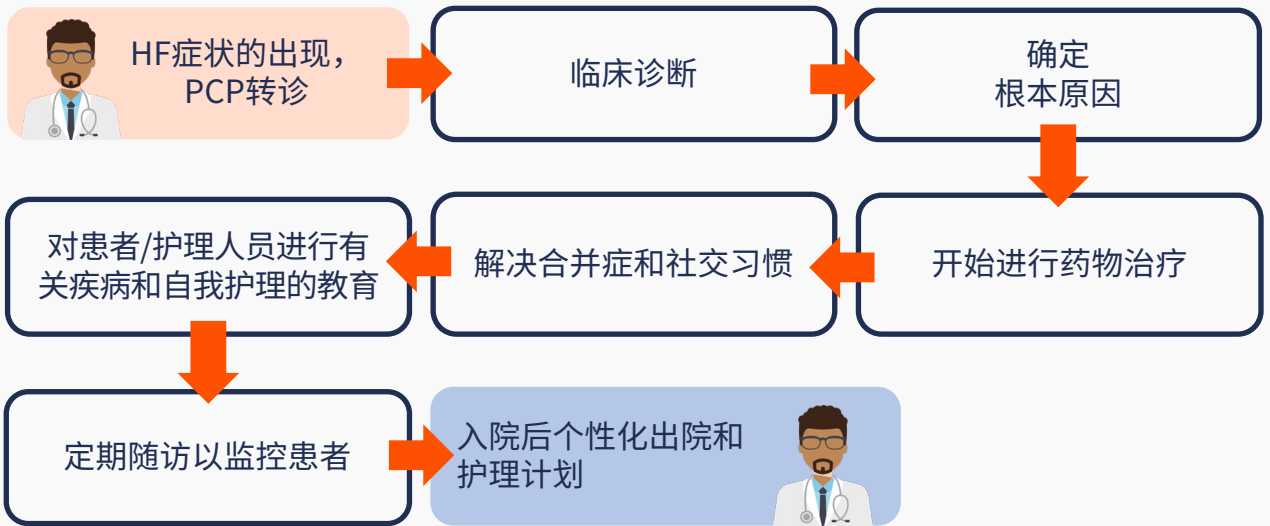 HF症状的出现，
PCP转诊
临床诊断
确定
根本原因
开始进行药物治疗
解决合并症和社交习惯
对患者/护理人员进行有
关疾病和自我护理的教育
定期随访以监控患者
入院后个性化出院和
护理计划